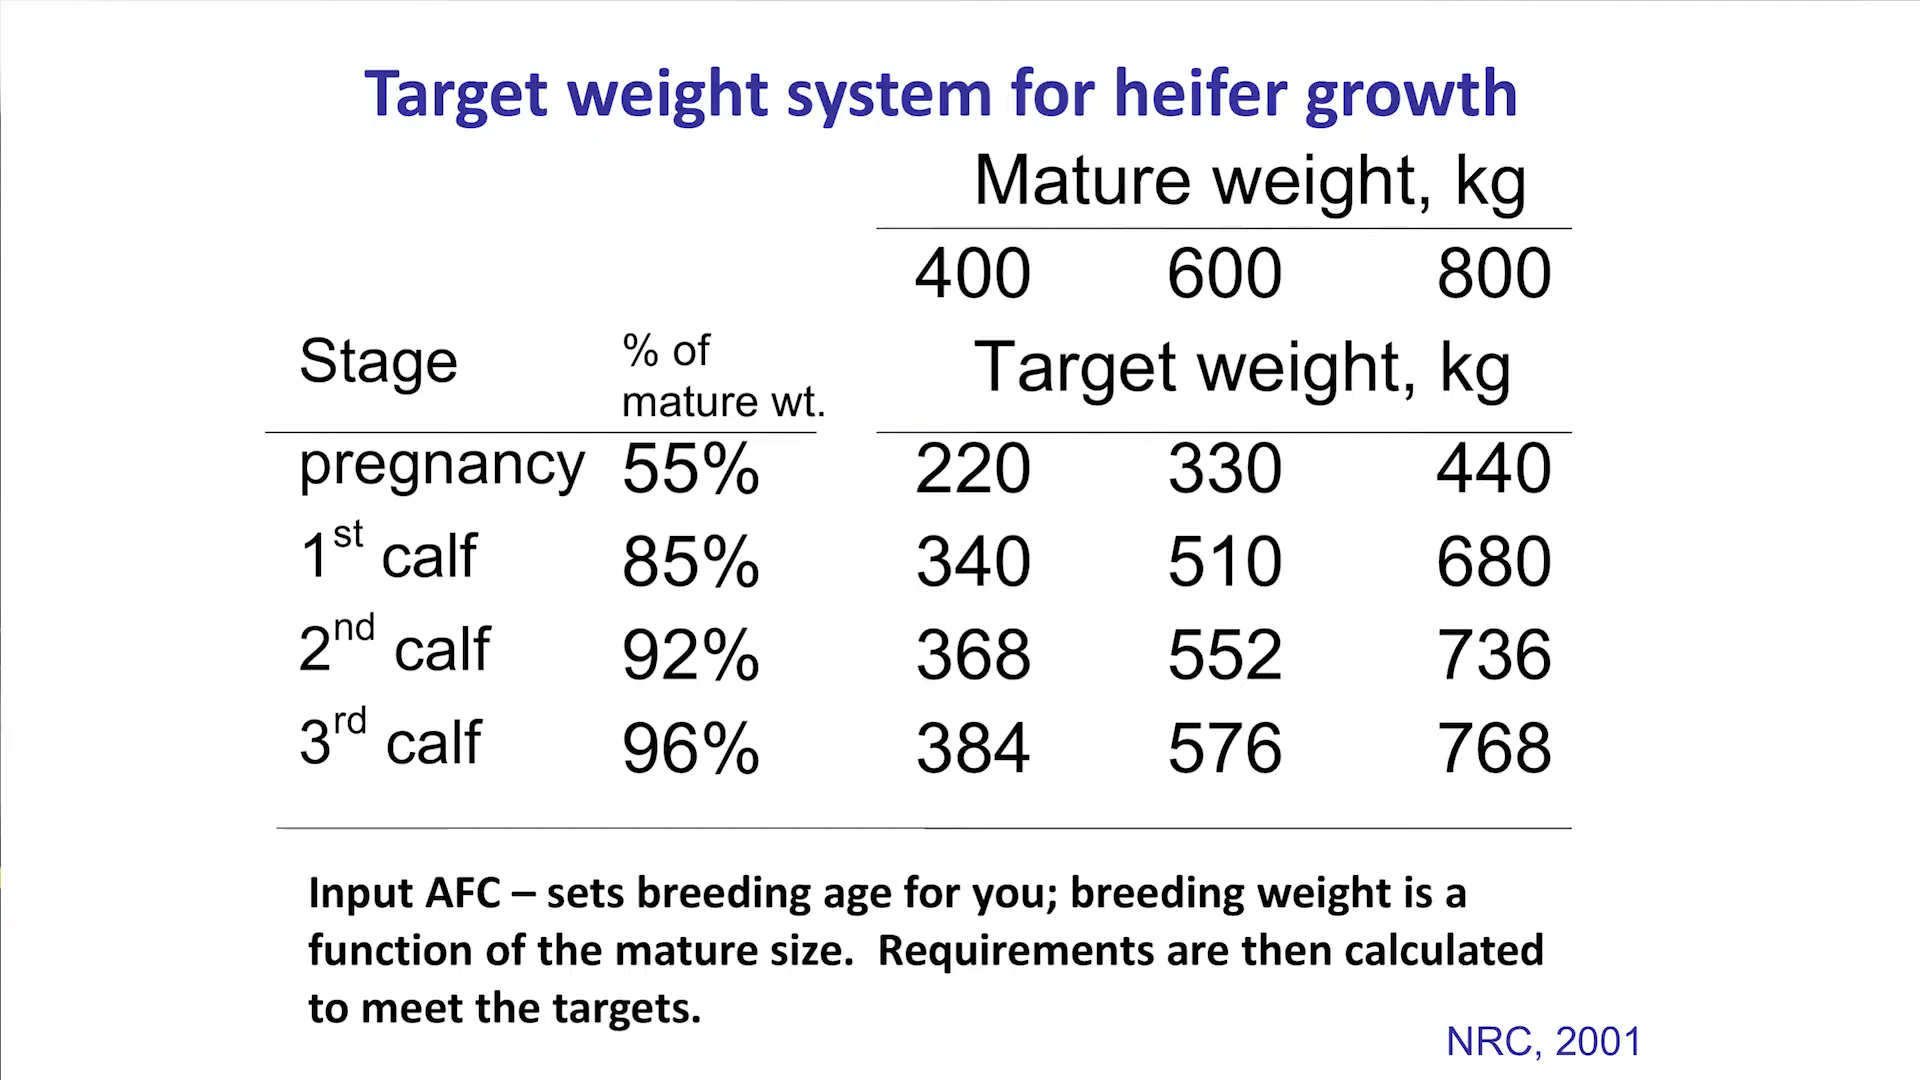 Target weight system for heifer growth
Mature weight, kg
400 600 800
Stage % of mature wt. Target weight, kg
pregnancy 55% 220 330 440
1st calf 85% 340 510 680
2nd calf 92% 368 552 736
3rd calf 96% 384 576 768
Input AFC – sets breeding age for you; breeding weight is a
function of the mature size.  Requirements are then calculated
to meet the targets.
NRC, 2001